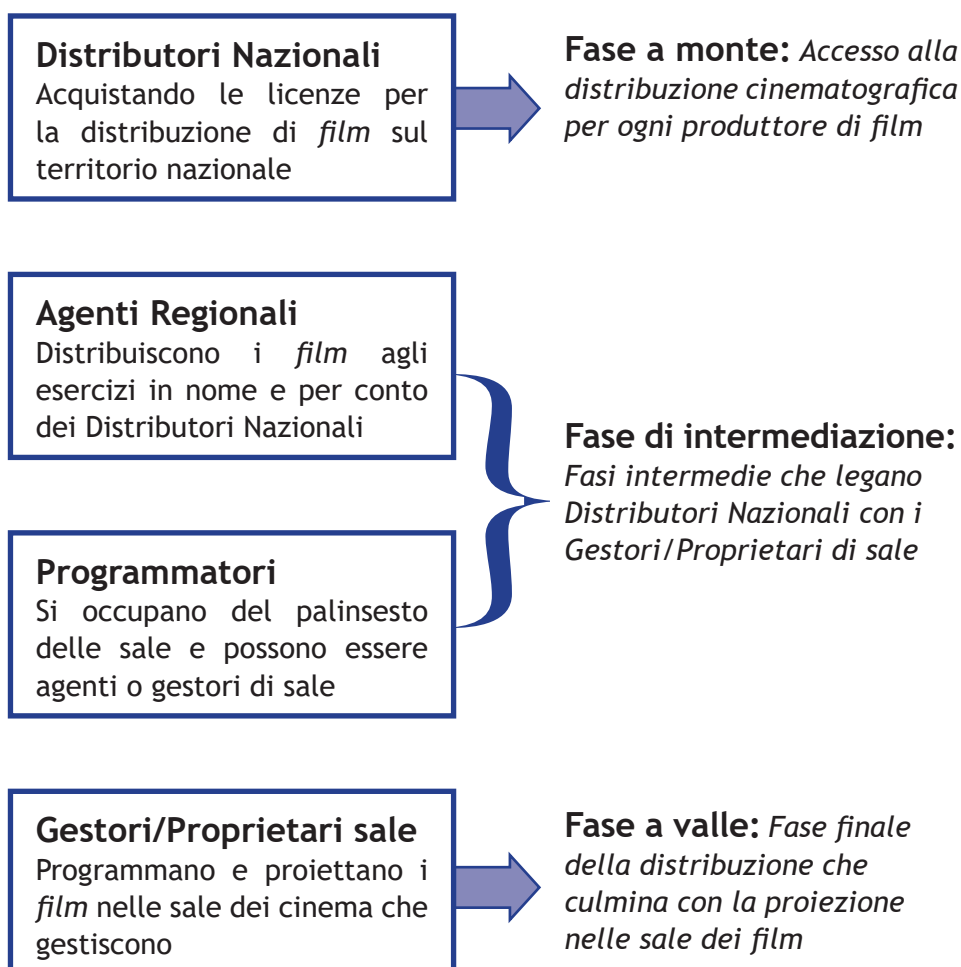 Distributori Nazionali
Acquistando le licenze per
la distribuzione di film sul
territorio nazionale
Fase a monte: Accesso alla
distribuzione cinematografica
per ogni produttore di film
Agenti Regionali
Distribuiscono i film agli
esercizi in nome e per conto
dei Distributori Nazionali
Programmatori
Si occupano del palinsesto
delle sale e possono essere
agenti o gestori di sale
Fase di intermediazione:
Fasi intermedie che legano
Distributori Nazionali con i
Gestori/Proprietari di sale
Gestori/Proprietari sale
Programmano e proiettano i
film nelle sale dei cinema che
gestiscono
Fase a valle: Fase finale
della distribuzione che
culmina con la proiezione
nelle sale dei film